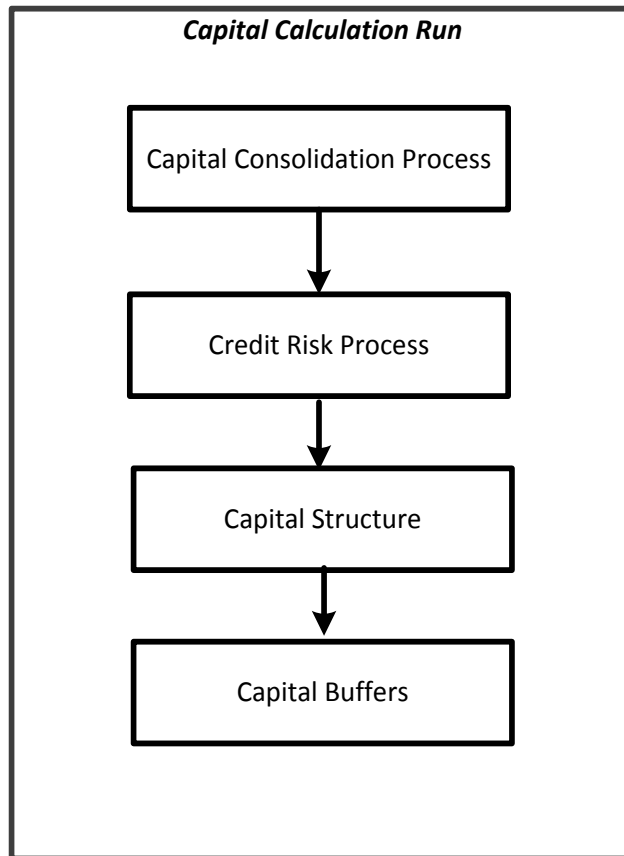 Capital Calculation Run
Capital Consolidation Process
Credit Risk Process
Capital Structure
Capital Buffers